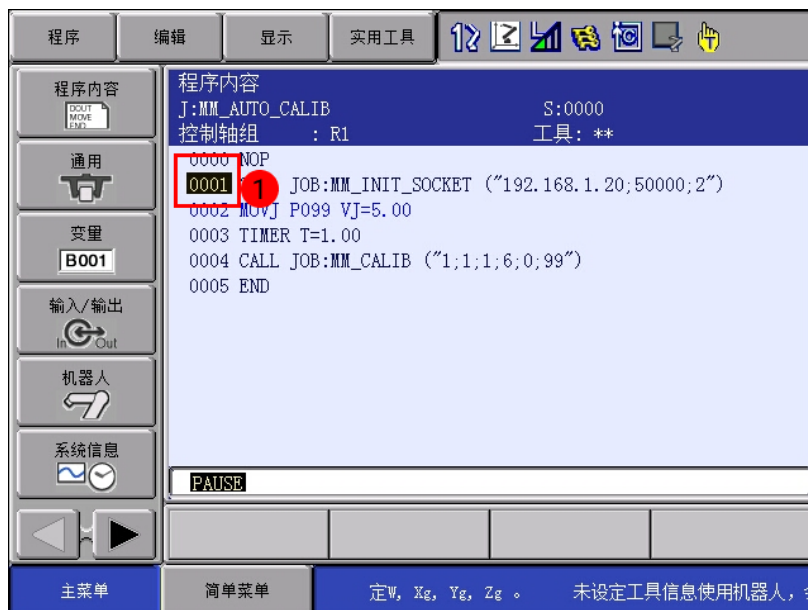 程序 编辑 显示 实用工具
程序内容
DOUT
MOVE
END
通用
变量
B001
输入/输出
In Out
机器人
系统信息
程序内容
J:MM_AUTO_CALIB S:0000
控制轴组 : R1 工具: **
0000 NOP
0001 1 JOB:MM_INIT_SOCKET ("192.168.1.20;50000;2")
0002 MOVJ P099 VJ=5.00
0003 TIMER T=1.00
0004 CALL JOB:MM_CALIB ("1;1;1;6;0;99")
0005 END
PAUSE
主菜单 简单菜单 定W, Xg, Yg, Zg 。 未设定工具信息使用机器人,